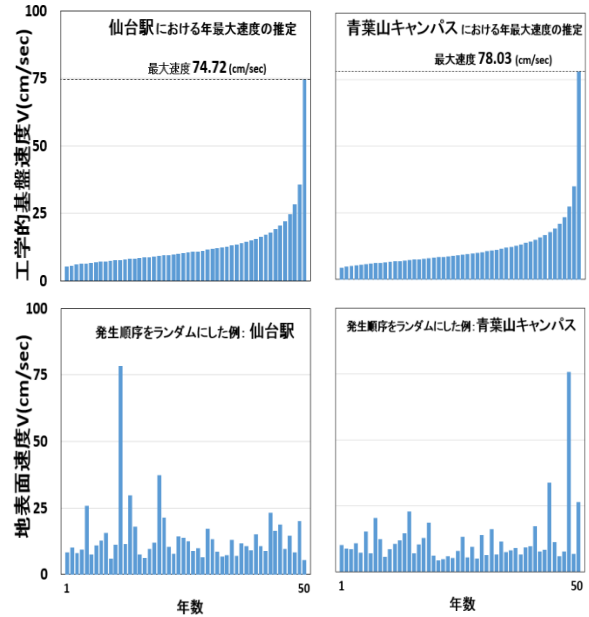 仙台駅における年最大速度の推定
最大速度 74.72 (cm/sec)
青葉山キャンパスにおける年最大速度の推定
最大速度 78.03 (cm/sec)
工学的基盤速度V(cm/sec)
100
75
50
25
0
発生順序をランダムにした例: 仙台駅
発生順序をランダムにした例:青葉山キャンパス
地表面速度V(cm/sec)
100
75
50
25
0
1
50
年数
1
50
年数